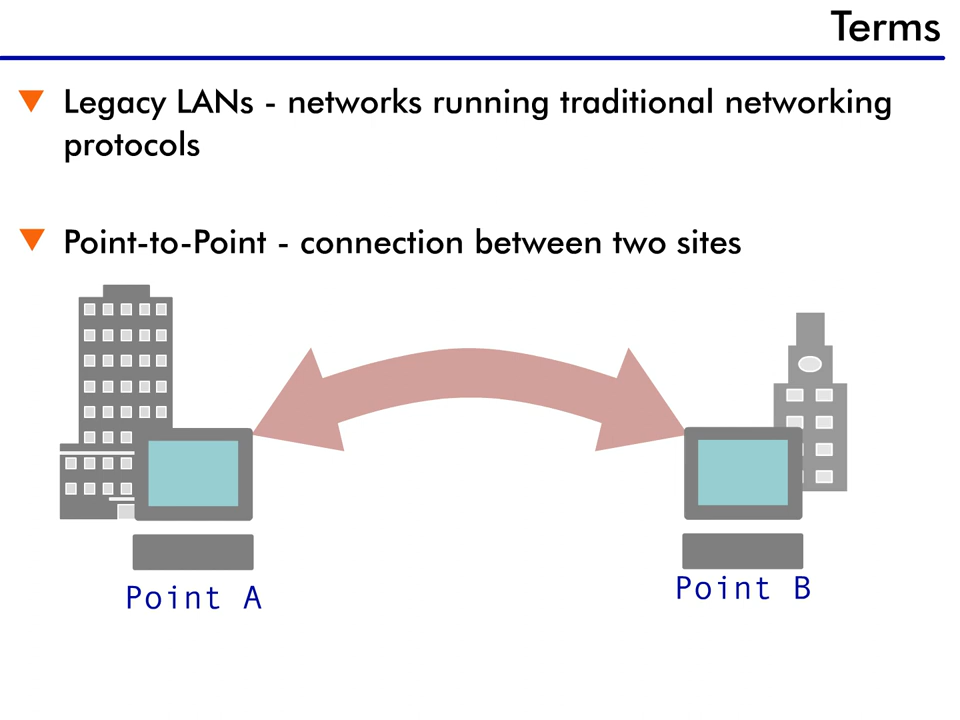 Terms
Legacy LANs - networks running traditional networking
protocols
Point-to-Point - connection between two sites
Point A
Point B